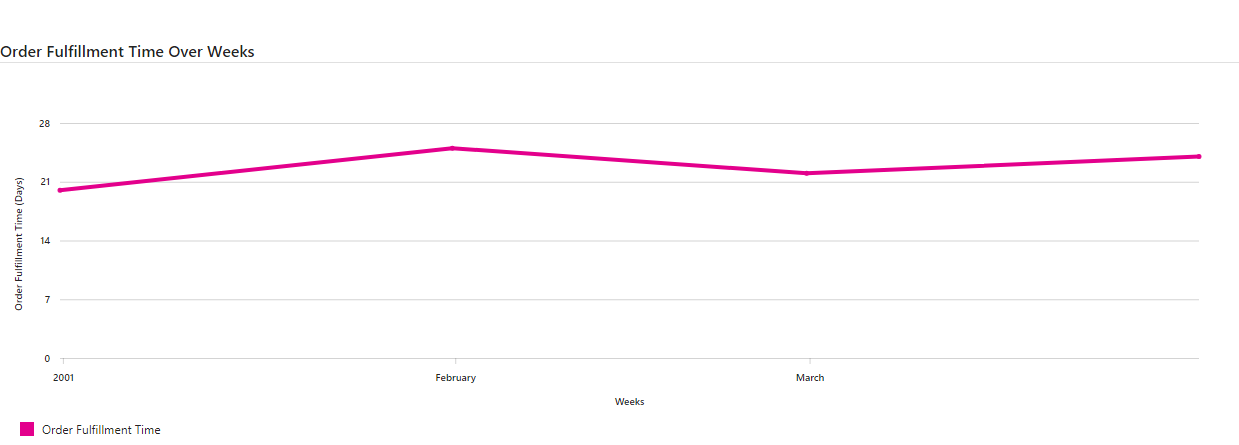 Order Fulfillment Time Over Weeks
28
21
14
7
0
Order Fulfillment Time (Days)
2001
February
March
Weeks
Order Fulfillment Time